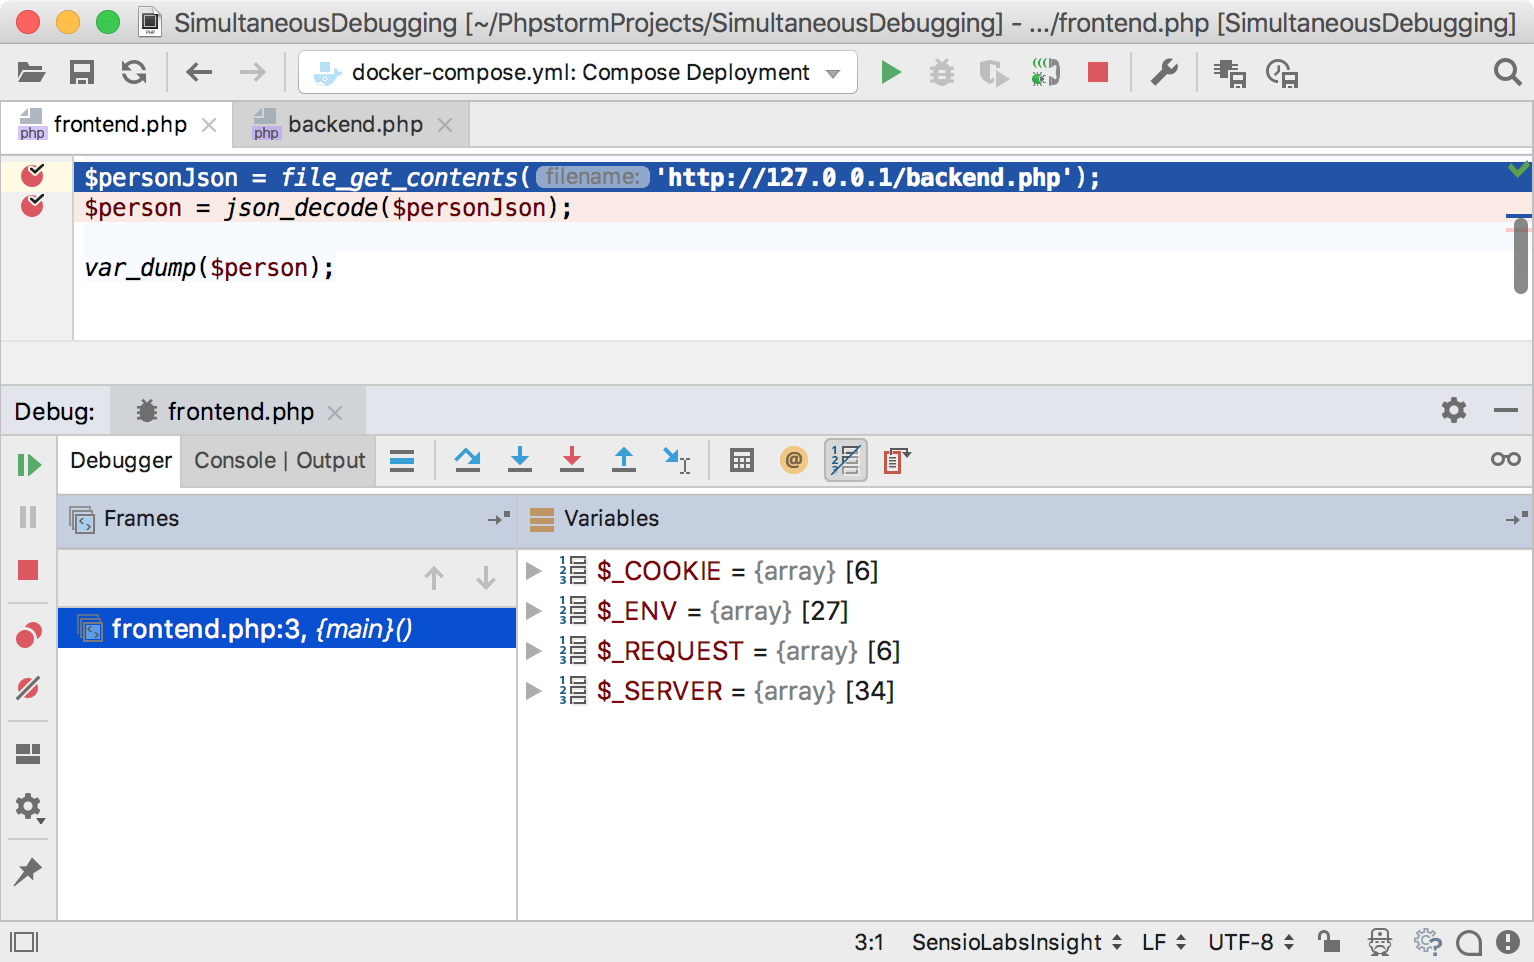 SimultaneousDebugging [~/PhpstormProjects/SimultaneousDebugging] - .../frontend.php [SimultaneousDebugging]
docker-compose.yml: Compose Deployment
frontend.php
backend.php
$personJson = file_get_contents( filename: 'http://127.0.0.1/backend.php');
$person = json_decode($personJson);
var_dump($person);
Debug: frontend.php
Debugger
Console | Output
Frames
Variables
frontend.php:3, {main}()
$_COOKIE = {array} [6]
$_ENV = {array} [27]
$_REQUEST = {array} [6]
$_SERVER = {array} [34]
3:1 SensioLabsInsight LF UTF-8